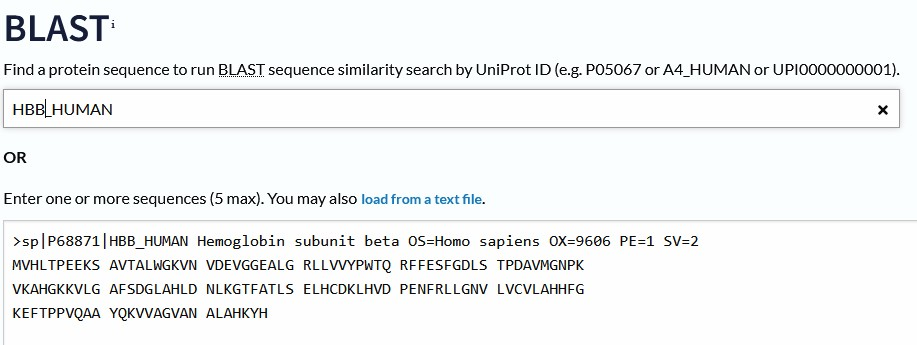 BLASTⁱ
Find a protein sequence to run BLAST sequence similarity search by UniProt ID (e.g. P05067 or A4_HUMAN or UPI0000000001).
HBB_HUMAN ×
OR
Enter one or more sequences (5 max). You may also load from a text file.
>sp|P68871|HBB_HUMAN Hemoglobin subunit beta OS=Homo sapiens OX=9606 PE=1 SV=2
MVHLTPEEKS AVTALWGKVN VDEVGGEALG RLLVVYPWTQ RFFESFGDLS TPDAVMGNPK
VKAHGKKVLG AFSDGLAHLD NLKGTFATLS ELHCDKLHVD PENFRLLGNV LVCVLAHHFG
KEFTPPVQAA YQKVVAGVAN ALAHKYH